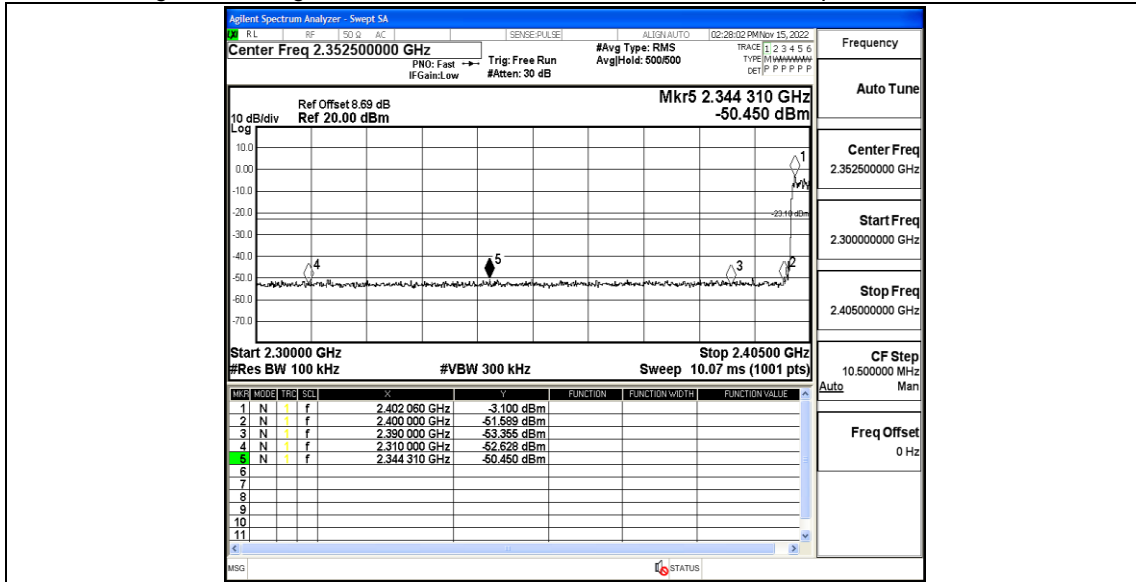 Agilent Spectrum Analyzer - Swept SA
RL RF 50 Ω AC SENSE:PULSE ALIGN AUTO 02:28:02 PM Nov 15, 2022
Center Freq 2.352500000 GHz #Avg Type: RMS TRACE 1 2 3 4 5 6
PNO: Fast Trig: Free Run Avg|Hold: 500/500 TYPE M
IFGain:Low #Atten: 30 dB DET P P P P P P
Mkr5 2.344 310 GHz
-50.450 dBm
Ref Offset 8.69 dB
10 dB/div Ref 20.00 dBm
Log
10.0
0.00
-10.0
-20.0
-30.0
-40.0
-50.0
-60.0
-70.0
1
-23.10 dBm
4
5
3
2
Start 2.30000 GHz Stop 2.40500 GHz
#Res BW 100 kHz #VBW 300 kHz Sweep 10.07 ms (1001 pts)
MKR MODE TRC SCL X Y FUNCTION FUNCTION WIDTH FUNCTION VALUE
1 N 1 f 2.402 060 GHz -3.100 dBm
2 N 1 f 2.400 000 GHz -51.589 dBm
3 N 1 f 2.390 000 GHz -53.355 dBm
4 N 1 f 2.310 000 GHz -52.628 dBm
5 N 1 f 2.344 310 GHz -50.450 dBm
6
7
8
9
10
11
MSG STATUS
Frequency
Auto Tune
Center Freq
2.352500000 GHz
Start Freq
2.300000000 GHz
Stop Freq
2.405000000 GHz
CF Step
10.500000 MHz
Auto Man
Freq Offset
0 Hz